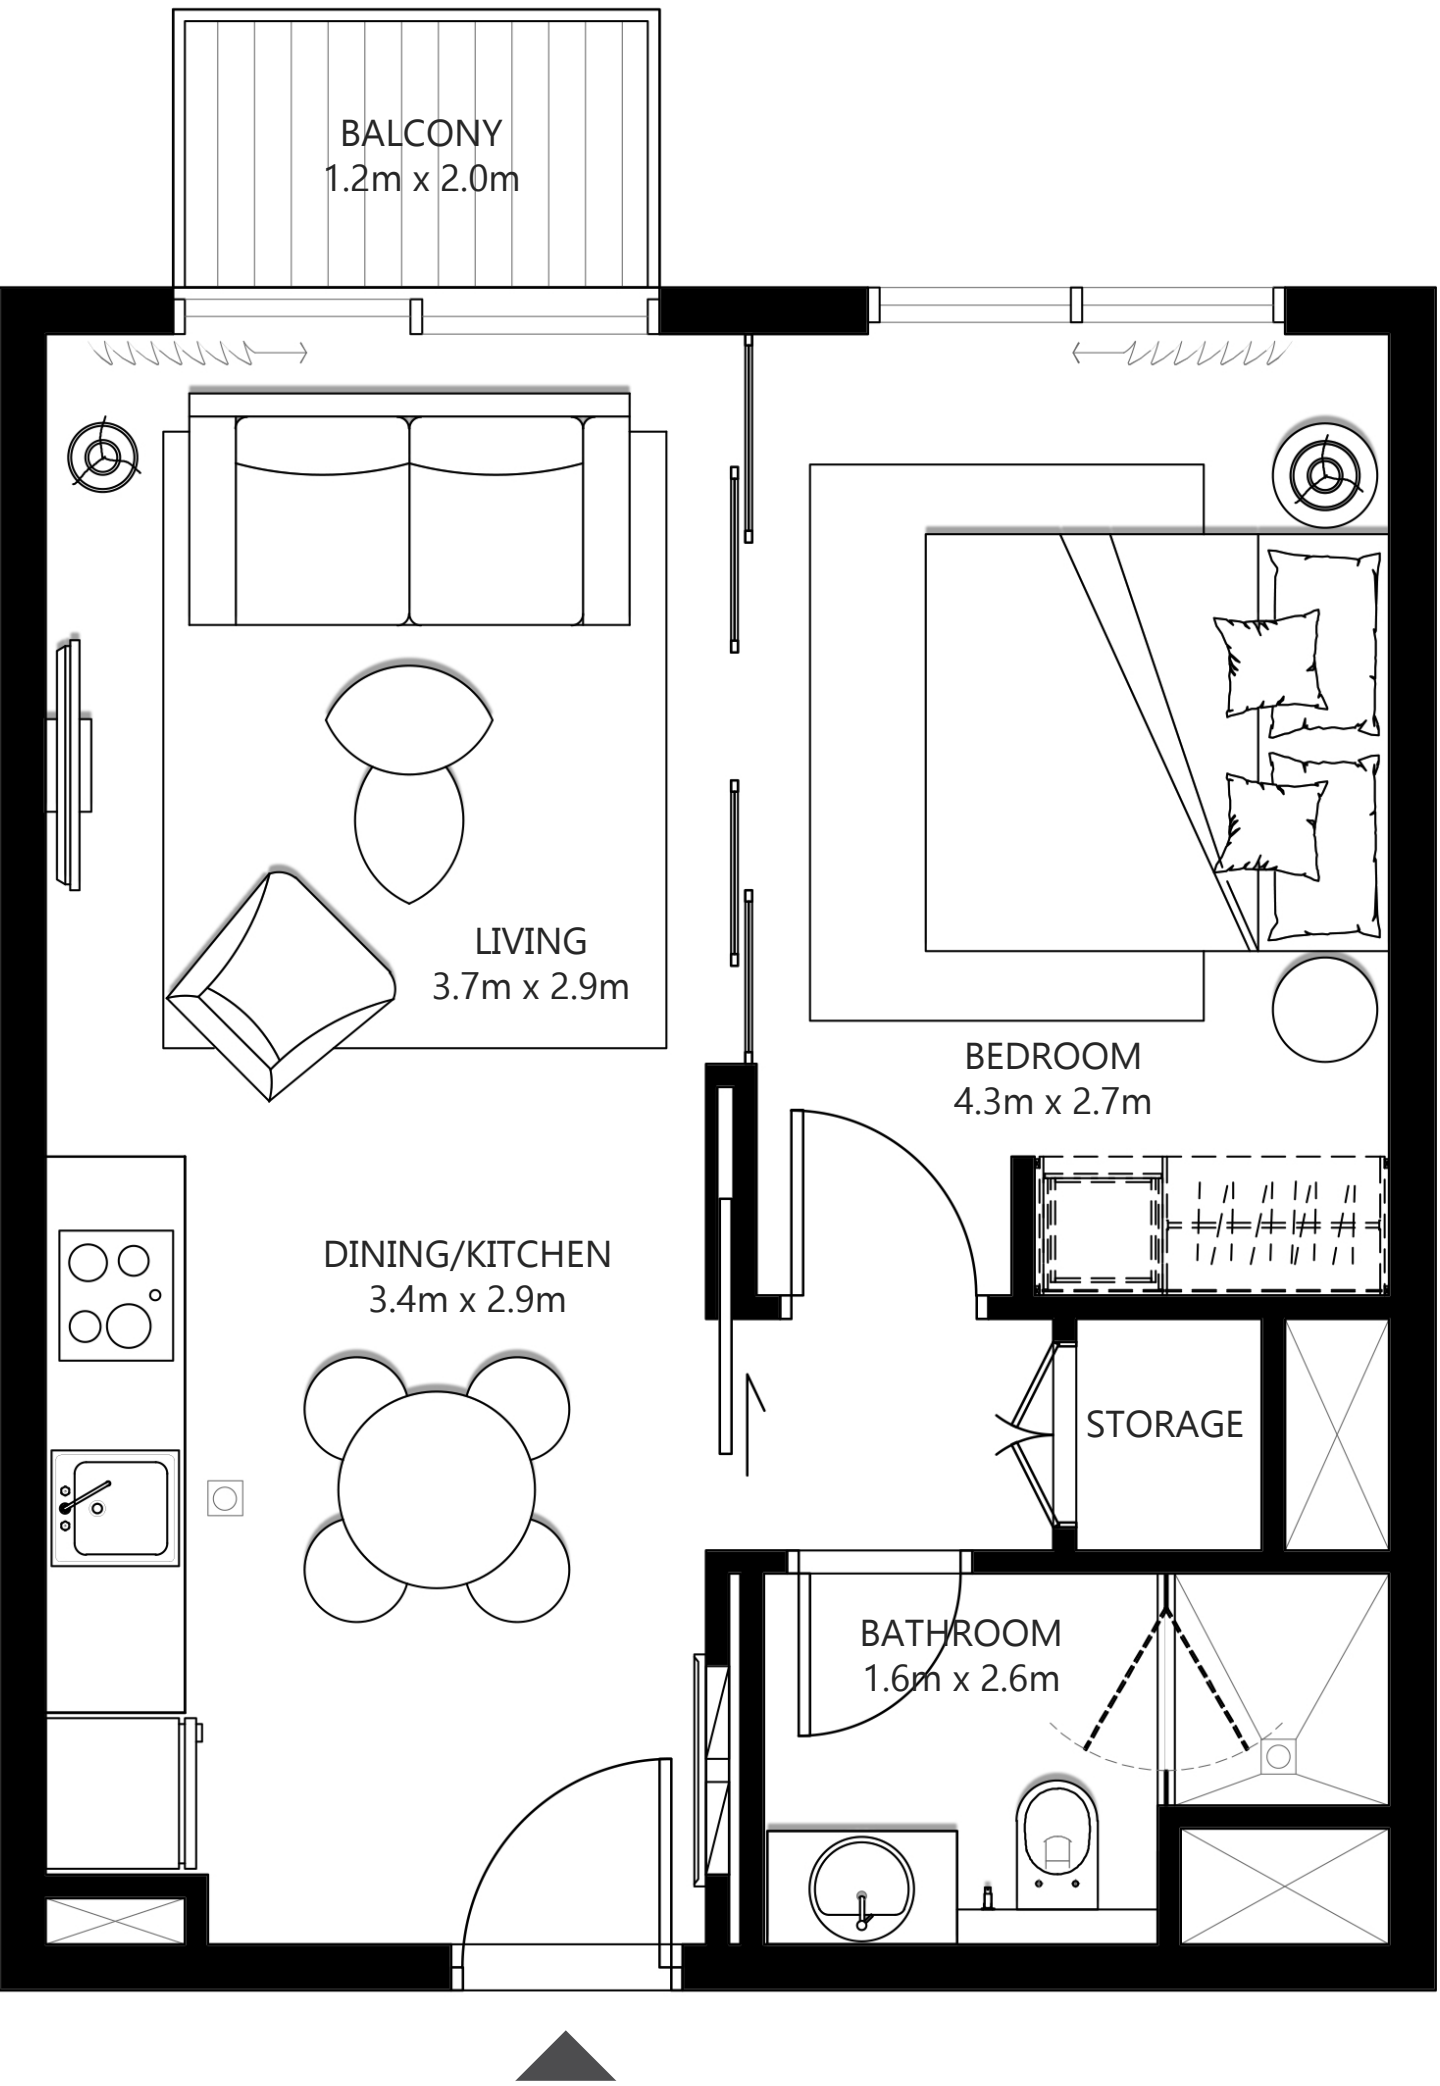 BALCONY
1.2m x 2.0m
LIVING
3.7m x 2.9m
BEDROOM
4.3m x 2.7m
DINING/KITCHEN
3.4m x 2.9m
STORAGE
BATHROOM
1.6m x 2.6m